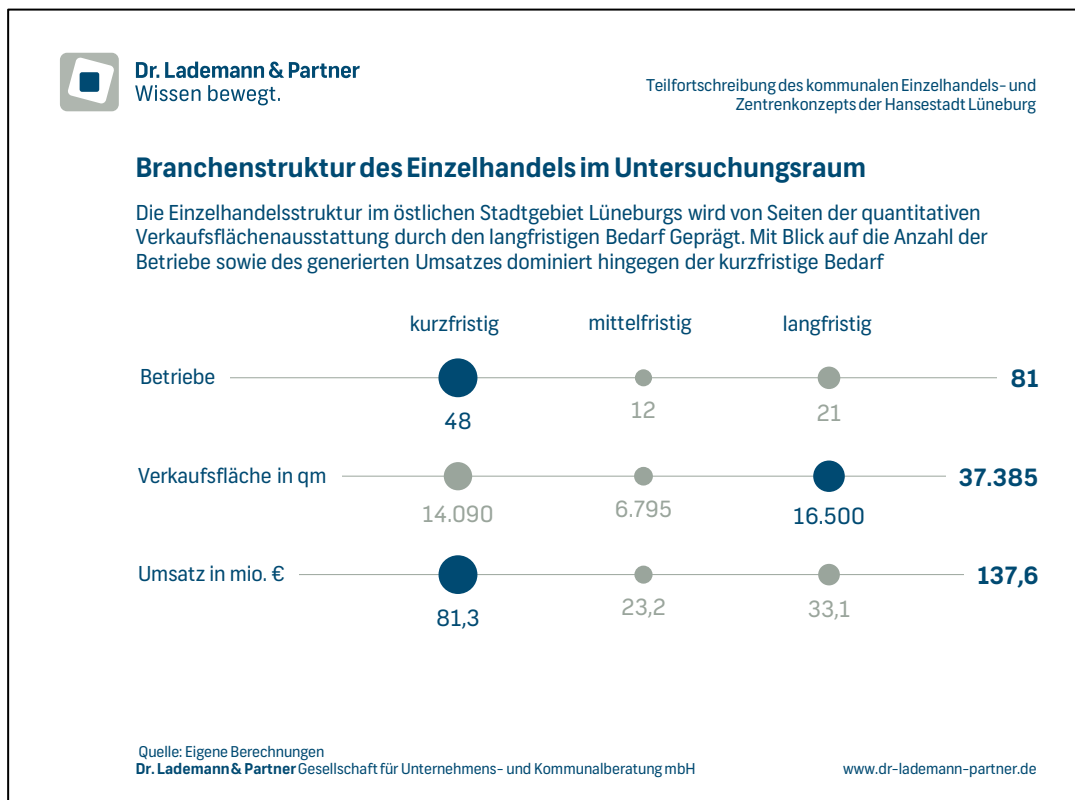 Dr. Lademann & Partner
Wissen bewegt.
Teilfortschreibung des kommunalen Einzelhandels- und
Zentrenkonzepts der Hansestadt Lüneburg
Branchenstruktur des Einzelhandels im Untersuchungsraum
Die Einzelhandelsstruktur im östlichen Stadtgebiet Lüneburgs wird von Seiten der quantitativen
Verkaufsflächenausstattung durch den langfristigen Bedarf Geprägt. Mit Blick auf die Anzahl der
Betriebe sowie des generierten Umsatzes dominiert hingegen der kurzfristige Bedarf
kurzfristig mittelfristig langfristig
Betriebe 81
48 12 21
Verkaufsfläche in qm 37.385
14.090 6.795 16.500
Umsatz in mio. € 137,6
81,3 23,2 33,1
Quelle: Eigene Berechnungen
Dr. Lademann & Partner Gesellschaft für Unternehmens- und Kommunalberatung mbH www.dr-lademann-partner.de